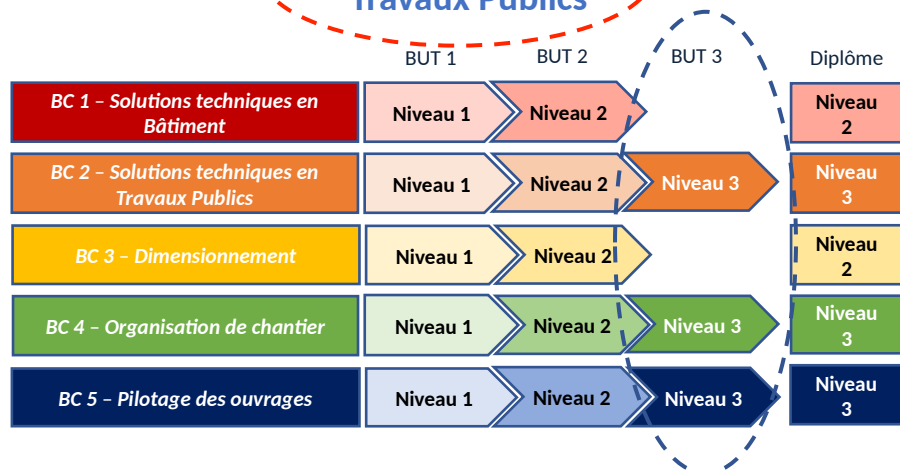 Travaux Publics
BUT 1 BUT 2 BUT 3 Diplôme
BC 1 – Solutions techniques en
Bâtiment
Niveau 1
Niveau 2
Niveau
2
BC 2 – Solutions techniques en
Travaux Publics
Niveau 1
Niveau 2
Niveau 3
Niveau
3
BC 3 – Dimensionnement
Niveau 1
Niveau 2
Niveau
2
BC 4 – Organisation de chantier
Niveau 1
Niveau 2
Niveau 3
Niveau
3
BC 5 – Pilotage des ouvrages
Niveau 1
Niveau 2
Niveau 3
Niveau
3